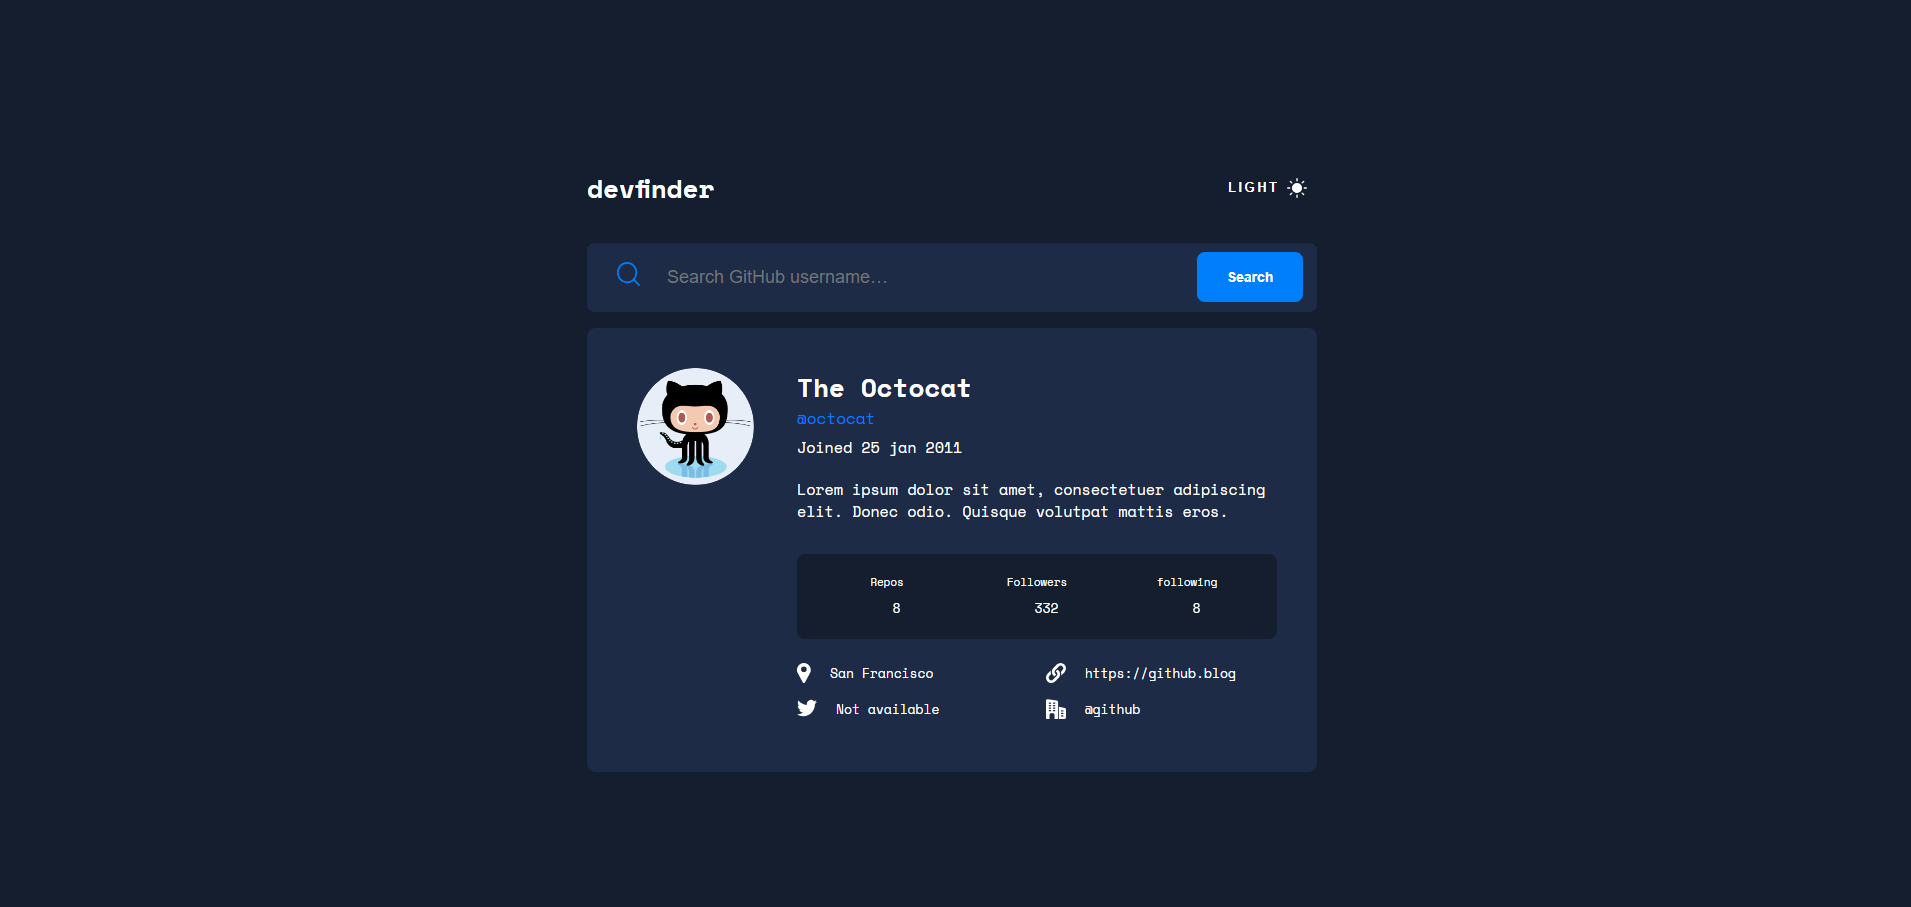 devfinder
LIGHT
Search GitHub username...
Search
The Octocat
@octocat
Joined 25 jan 2011
Lorem ipsum dolor sit amet, consectetuer adipiscing
elit. Donec odio. Quisque volutpat mattis eros.
Repos Followers following
8 332 8
San Francisco https://github.blog
Not available @github